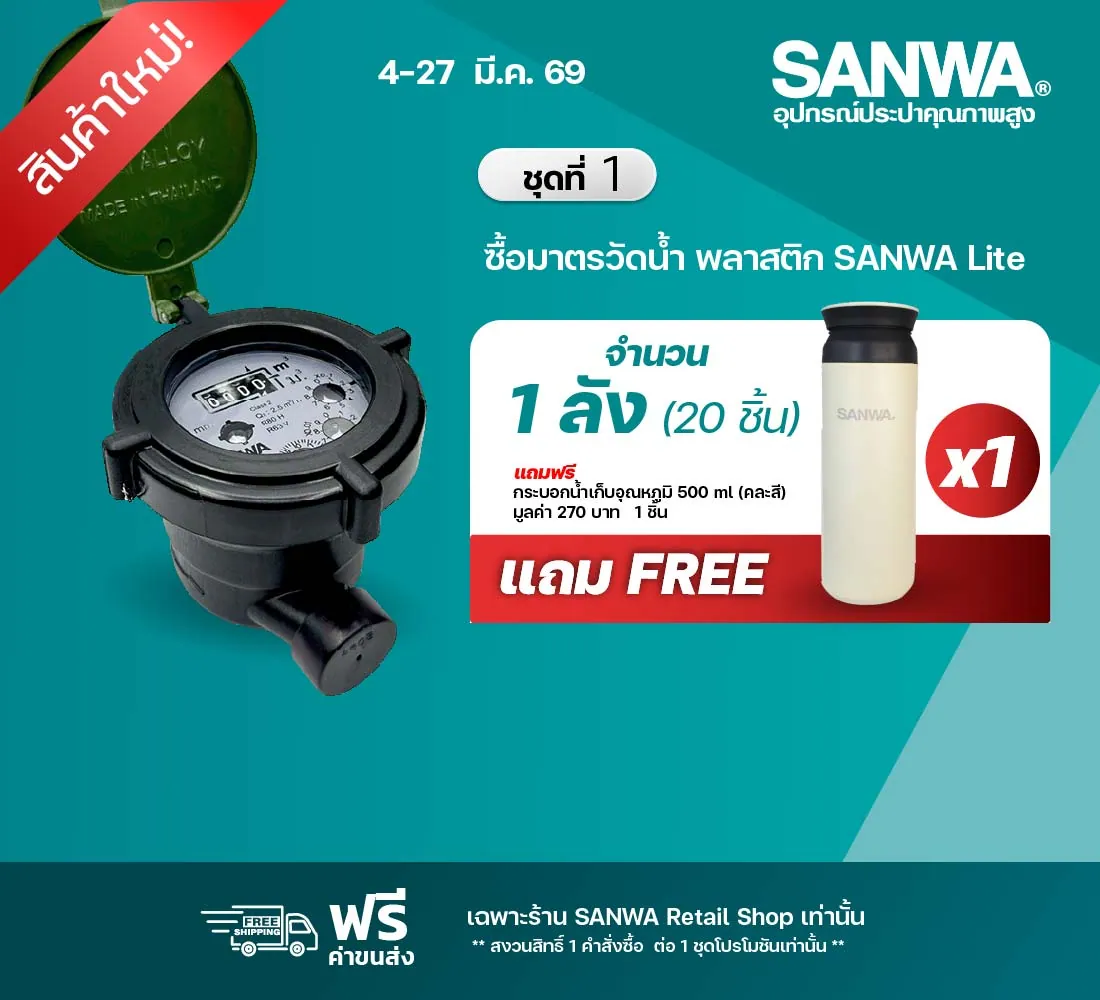 สินค้าใหม่!
4-27 มี.ค. 69
SANWA®
อุปกรณ์ประปาคุณภาพสูง
ชุดที่ 1
ซื้อมาตรวัดน้ำ พลาสติก SANWA Lite
จำนวน
1 ลัง (20 ชิ้น)
แถมฟรี
กระบอกน้ำเก็บอุณหภูมิ 500 ml (คละสี)
มูลค่า 270 บาท 1 ชิ้น
แถม FREE
SANWA
x1
ALLOY
MADE IN THAILAND
m³
Class 2
R80 H
R63 V
FREE
SHIPPING
ฟรี
ค่าขนส่ง
เฉพาะร้าน SANWA Retail Shop เท่านั้น
** สงวนสิทธิ์ 1 คำสั่งซื้อ ต่อ 1 ชุดโปรโมชันเท่านั้น **